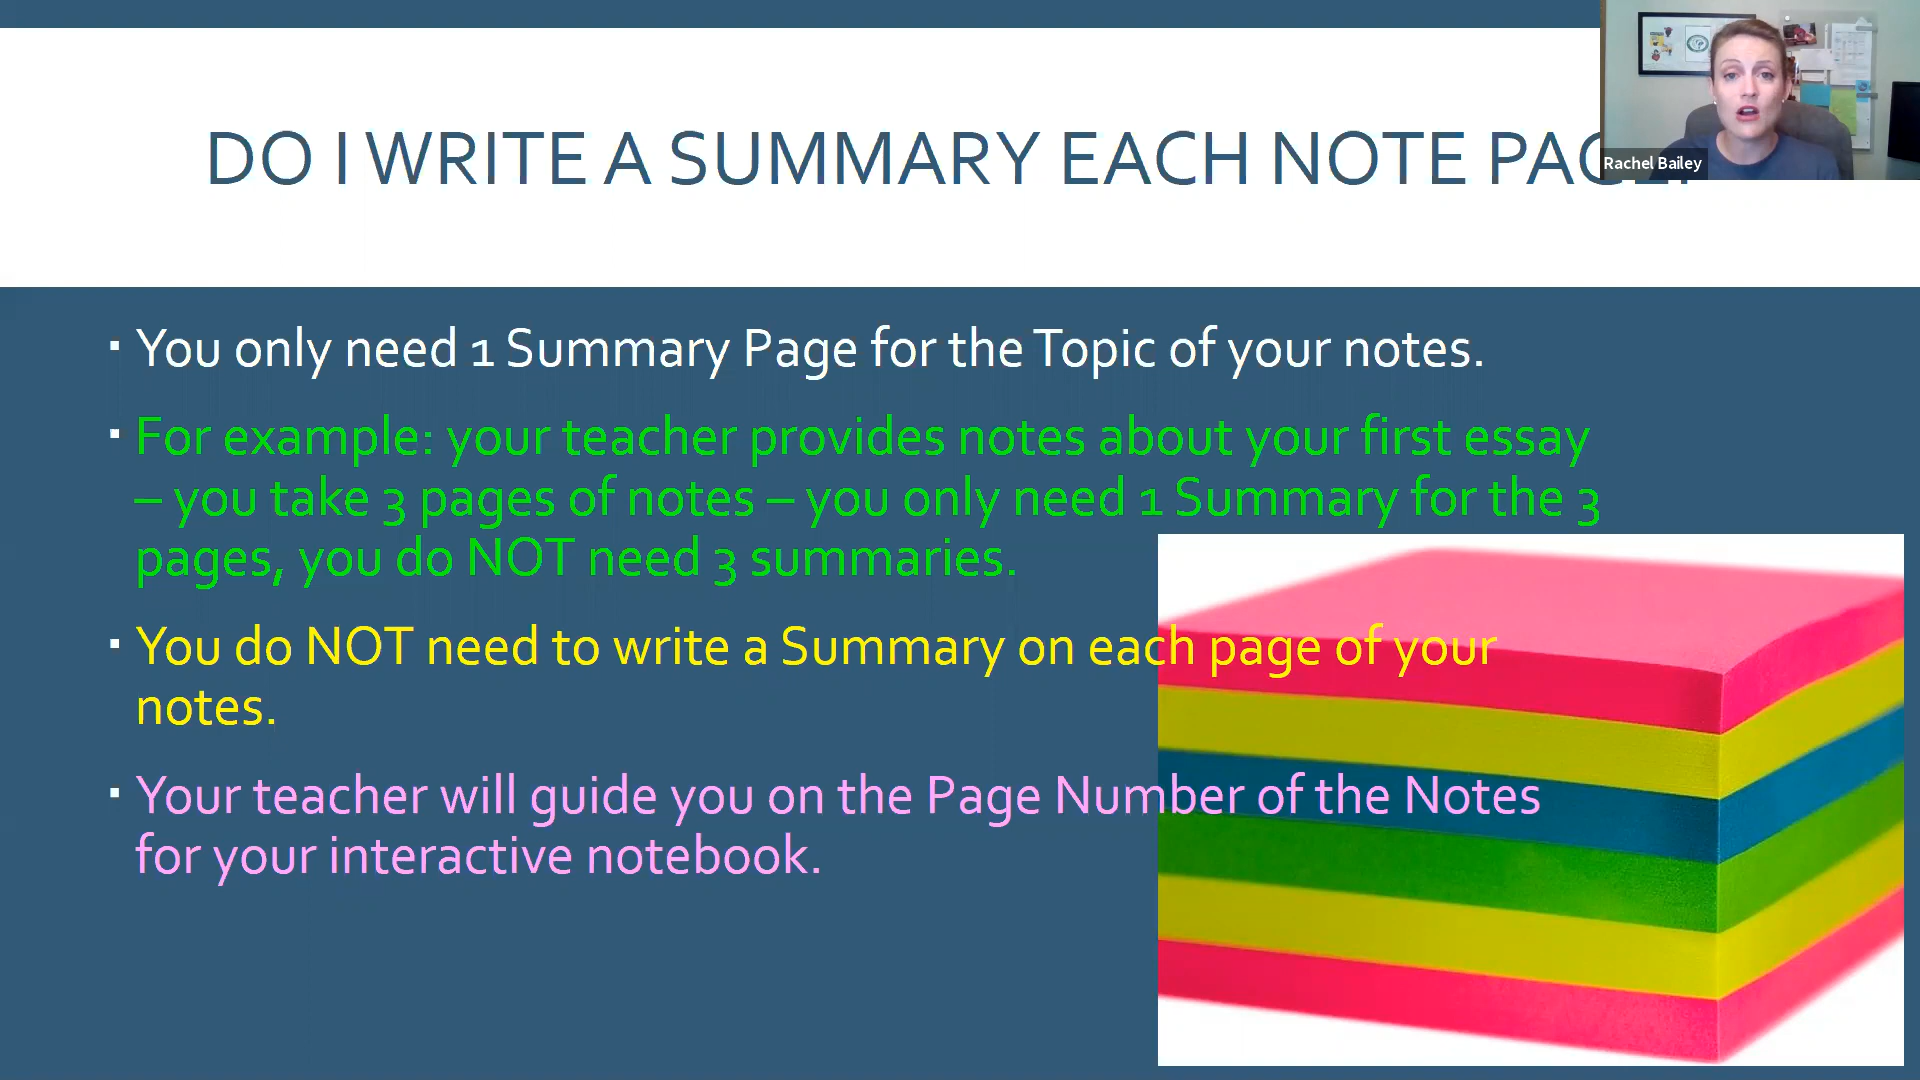 DO I WRITE A SUMMARY EACH NOTE
Rachel Bailey
▪ You only need 1 Summary Page for the Topic of your notes.
▪ For example: your teacher provides notes about your first essay
– you take 3 pages of notes – you only need 1 Summary for the 3
pages, you do NOT need 3 summaries.
▪ You do NOT need to write a Summary on each page of your
notes.
▪ Your teacher will guide you on the Page Number of the Notes
for your interactive notebook.